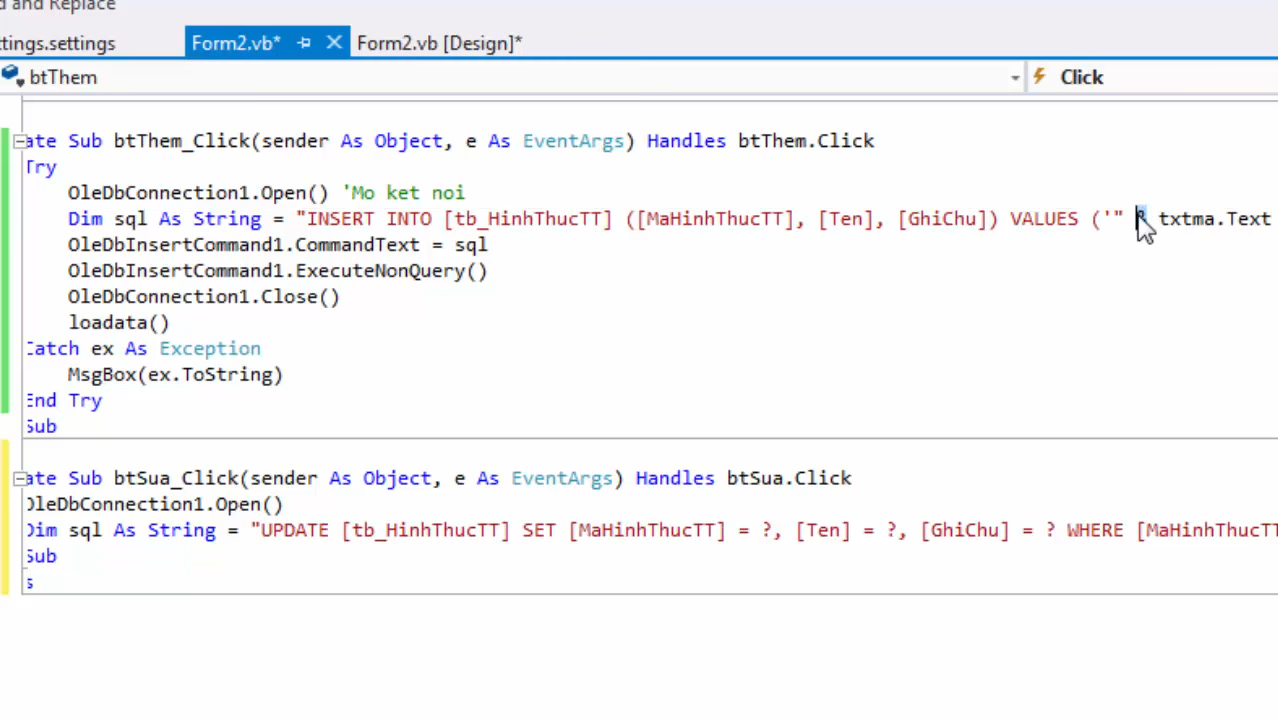 d and Replace
ttings.settings Form2.vb* Form2.vb [Design]*
btThem Click
ate Sub btThem_Click(sender As Object, e As EventArgs) Handles btThem.Click
Try
OleDbConnection1.Open() 'Mo ket noi
Dim sql As String = "INSERT INTO [tb_HinhThucTT] ([MaHinhThucTT], [Ten], [GhiChu]) VALUES ('" & txtma.Text
OleDbInsertCommand1.CommandText = sql
OleDbInsertCommand1.ExecuteNonQuery()
OleDbConnection1.Close()
loadata()
Catch ex As Exception
MsgBox(ex.ToString)
End Try
Sub
ate Sub btSua_Click(sender As Object, e As EventArgs) Handles btSua.Click
OleDbConnection1.Open()
Dim sql As String = "UPDATE [tb_HinhThucTT] SET [MaHinhThucTT] = ?, [Ten] = ?, [GhiChu] = ? WHERE [MaHinhThucTT
Sub
s